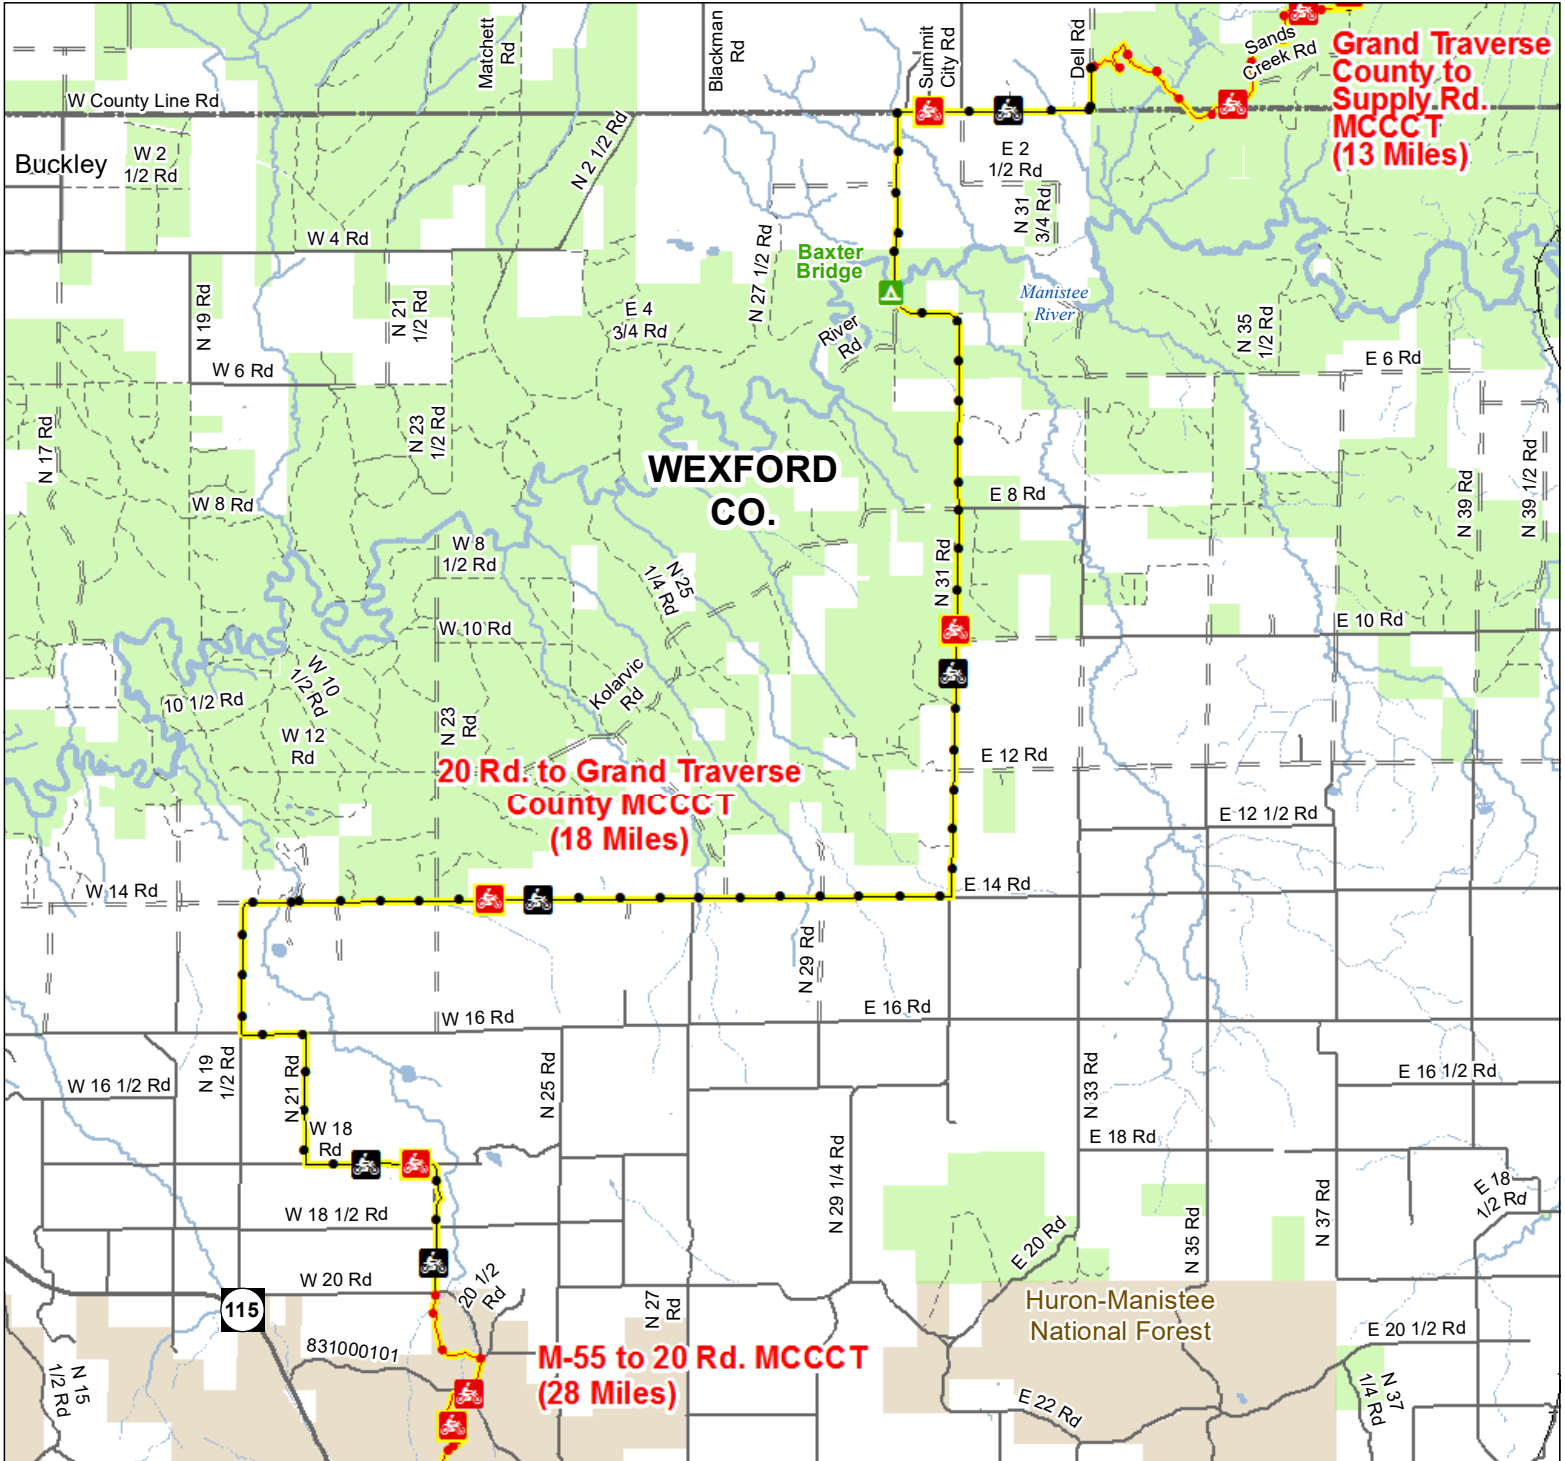 Matchett
Rd
Blackman
Rd
Summit
City Rd
Dell Rd
Sands
Creek Rd
Grand Traverse
County to
Supply Rd.
MCCCT
(13 Miles)
W County Line Rd
Buckley
W 2
1/2 Rd
N 2 1/2 Rd
E 2
1/2 Rd
N 31
3/4 Rd
W 4 Rd
N 27 1/2 Rd
Baxter
Bridge
Manistee
River
N 19 Rd
N 21
1/2 Rd
E 4
3/4 Rd
River
Rd
N 35
1/2 Rd
E 6 Rd
W 6 Rd
N 17 Rd
N 23
1/2 Rd
WEXFORD
CO.
W 8 Rd
E 8 Rd
N 39 Rd
N 39 1/2 Rd
W 8
1/2 Rd
N 25
1/4 Rd
N 31 Rd
W 10 Rd
E 10 Rd
W 10
1/2 Rd
10 1/2 Rd
Kolarvic
Rd
N 23
Rd
W 12
Rd
E 12 Rd
20 Rd. to Grand Traverse
County MCCCT
(18 Miles)
E 12 1/2 Rd
W 14 Rd
E 14 Rd
N 29 Rd
W 16 Rd
E 16 Rd
W 16 1/2 Rd
N 19
1/2 Rd
N 21 Rd
N 25 Rd
N 33 Rd
E 16 1/2 Rd
W 18
Rd
E 18 Rd
N 29 1/4 Rd
E 18
1/2 Rd
W 18 1/2 Rd
N 35 Rd
N 37 Rd
E 20 Rd
W 20 Rd
20 1/2
Rd
115
N 27
Rd
Huron-Manistee
National Forest
831000101
E 20 1/2 Rd
M-55 to 20 Rd. MCCCT
(28 Miles)
N 15
1/2 Rd
E 22 Rd
N 37
1/4 Rd